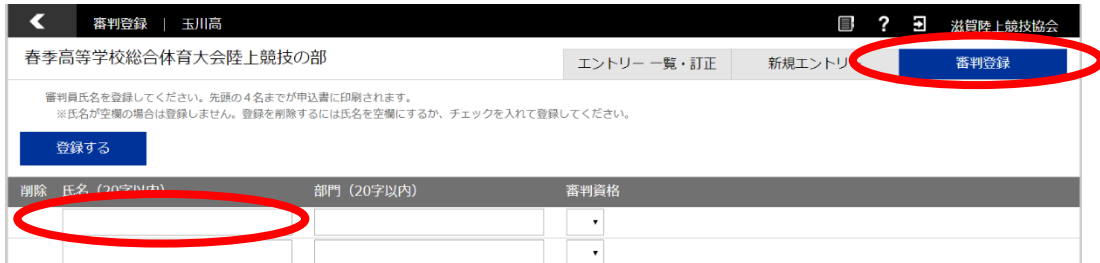 審判登録 | 玉川高 ? 滋賀陸上競技協会
春季高等学校総合体育大会陸上競技の部 エントリー 一覧・訂正 新規エントリー 審判登録
審判員氏名を登録してください。先頭の４名までが申込書に印刷されます。
※氏名が空欄の場合は登録しません。登録を削除するには氏名を空欄にするか、チェックを入れて登録してください。
登録する
削除 氏名（20字以内） 部門（20字以内） 審判資格